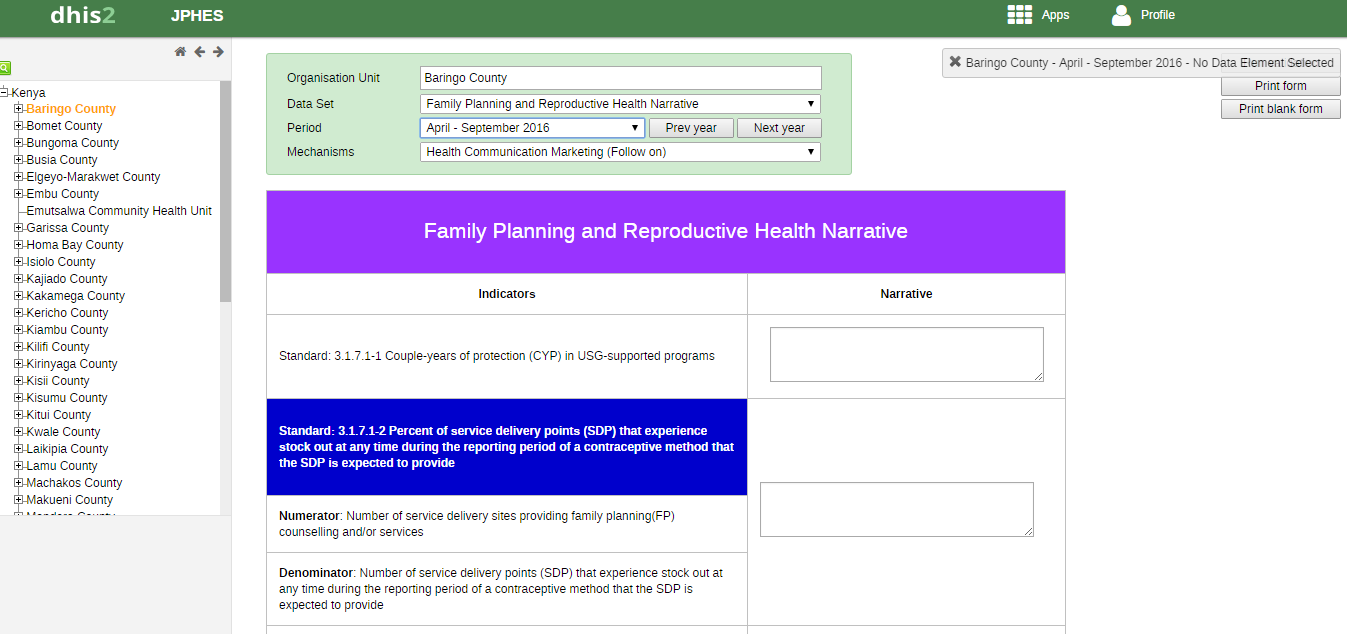 dhis2 JPHES Apps Profile
Kenya
Baringo County
Bomet County
Bungoma County
Busia County
Elgeyo-Marakwet County
Embu County
Emutsalwa Community Health Unit
Garissa County
Homa Bay County
Isiolo County
Kajiado County
Kakamega County
Kericho County
Kiambu County
Kilifi County
Kirinyaga County
Kisii County
Kisumu County
Kitui County
Kwale County
Laikipia County
Lamu County
Machakos County
Makueni County
Organisation Unit Baringo County
Data Set Family Planning and Reproductive Health Narrative
Period April - September 2016 Prev year Next year
Mechanisms Health Communication Marketing (Follow on)
Baringo County - April - September 2016 - No Data Element Selected
Print form
Print blank form
Family Planning and Reproductive Health Narrative
Indicators Narrative
Standard: 3.1.7.1-1 Couple-years of protection (CYP) in USG-supported programs
Standard: 3.1.7.1-2 Percent of service delivery points (SDP) that experience
stock out at any time during the reporting period of a contraceptive method that
the SDP is expected to provide
Numerator: Number of service delivery sites providing family planning(FP)
counselling and/or services
Denominator: Number of service delivery points (SDP) that experience stock out at
any time during the reporting period of a contraceptive method that the SDP is
expected to provide